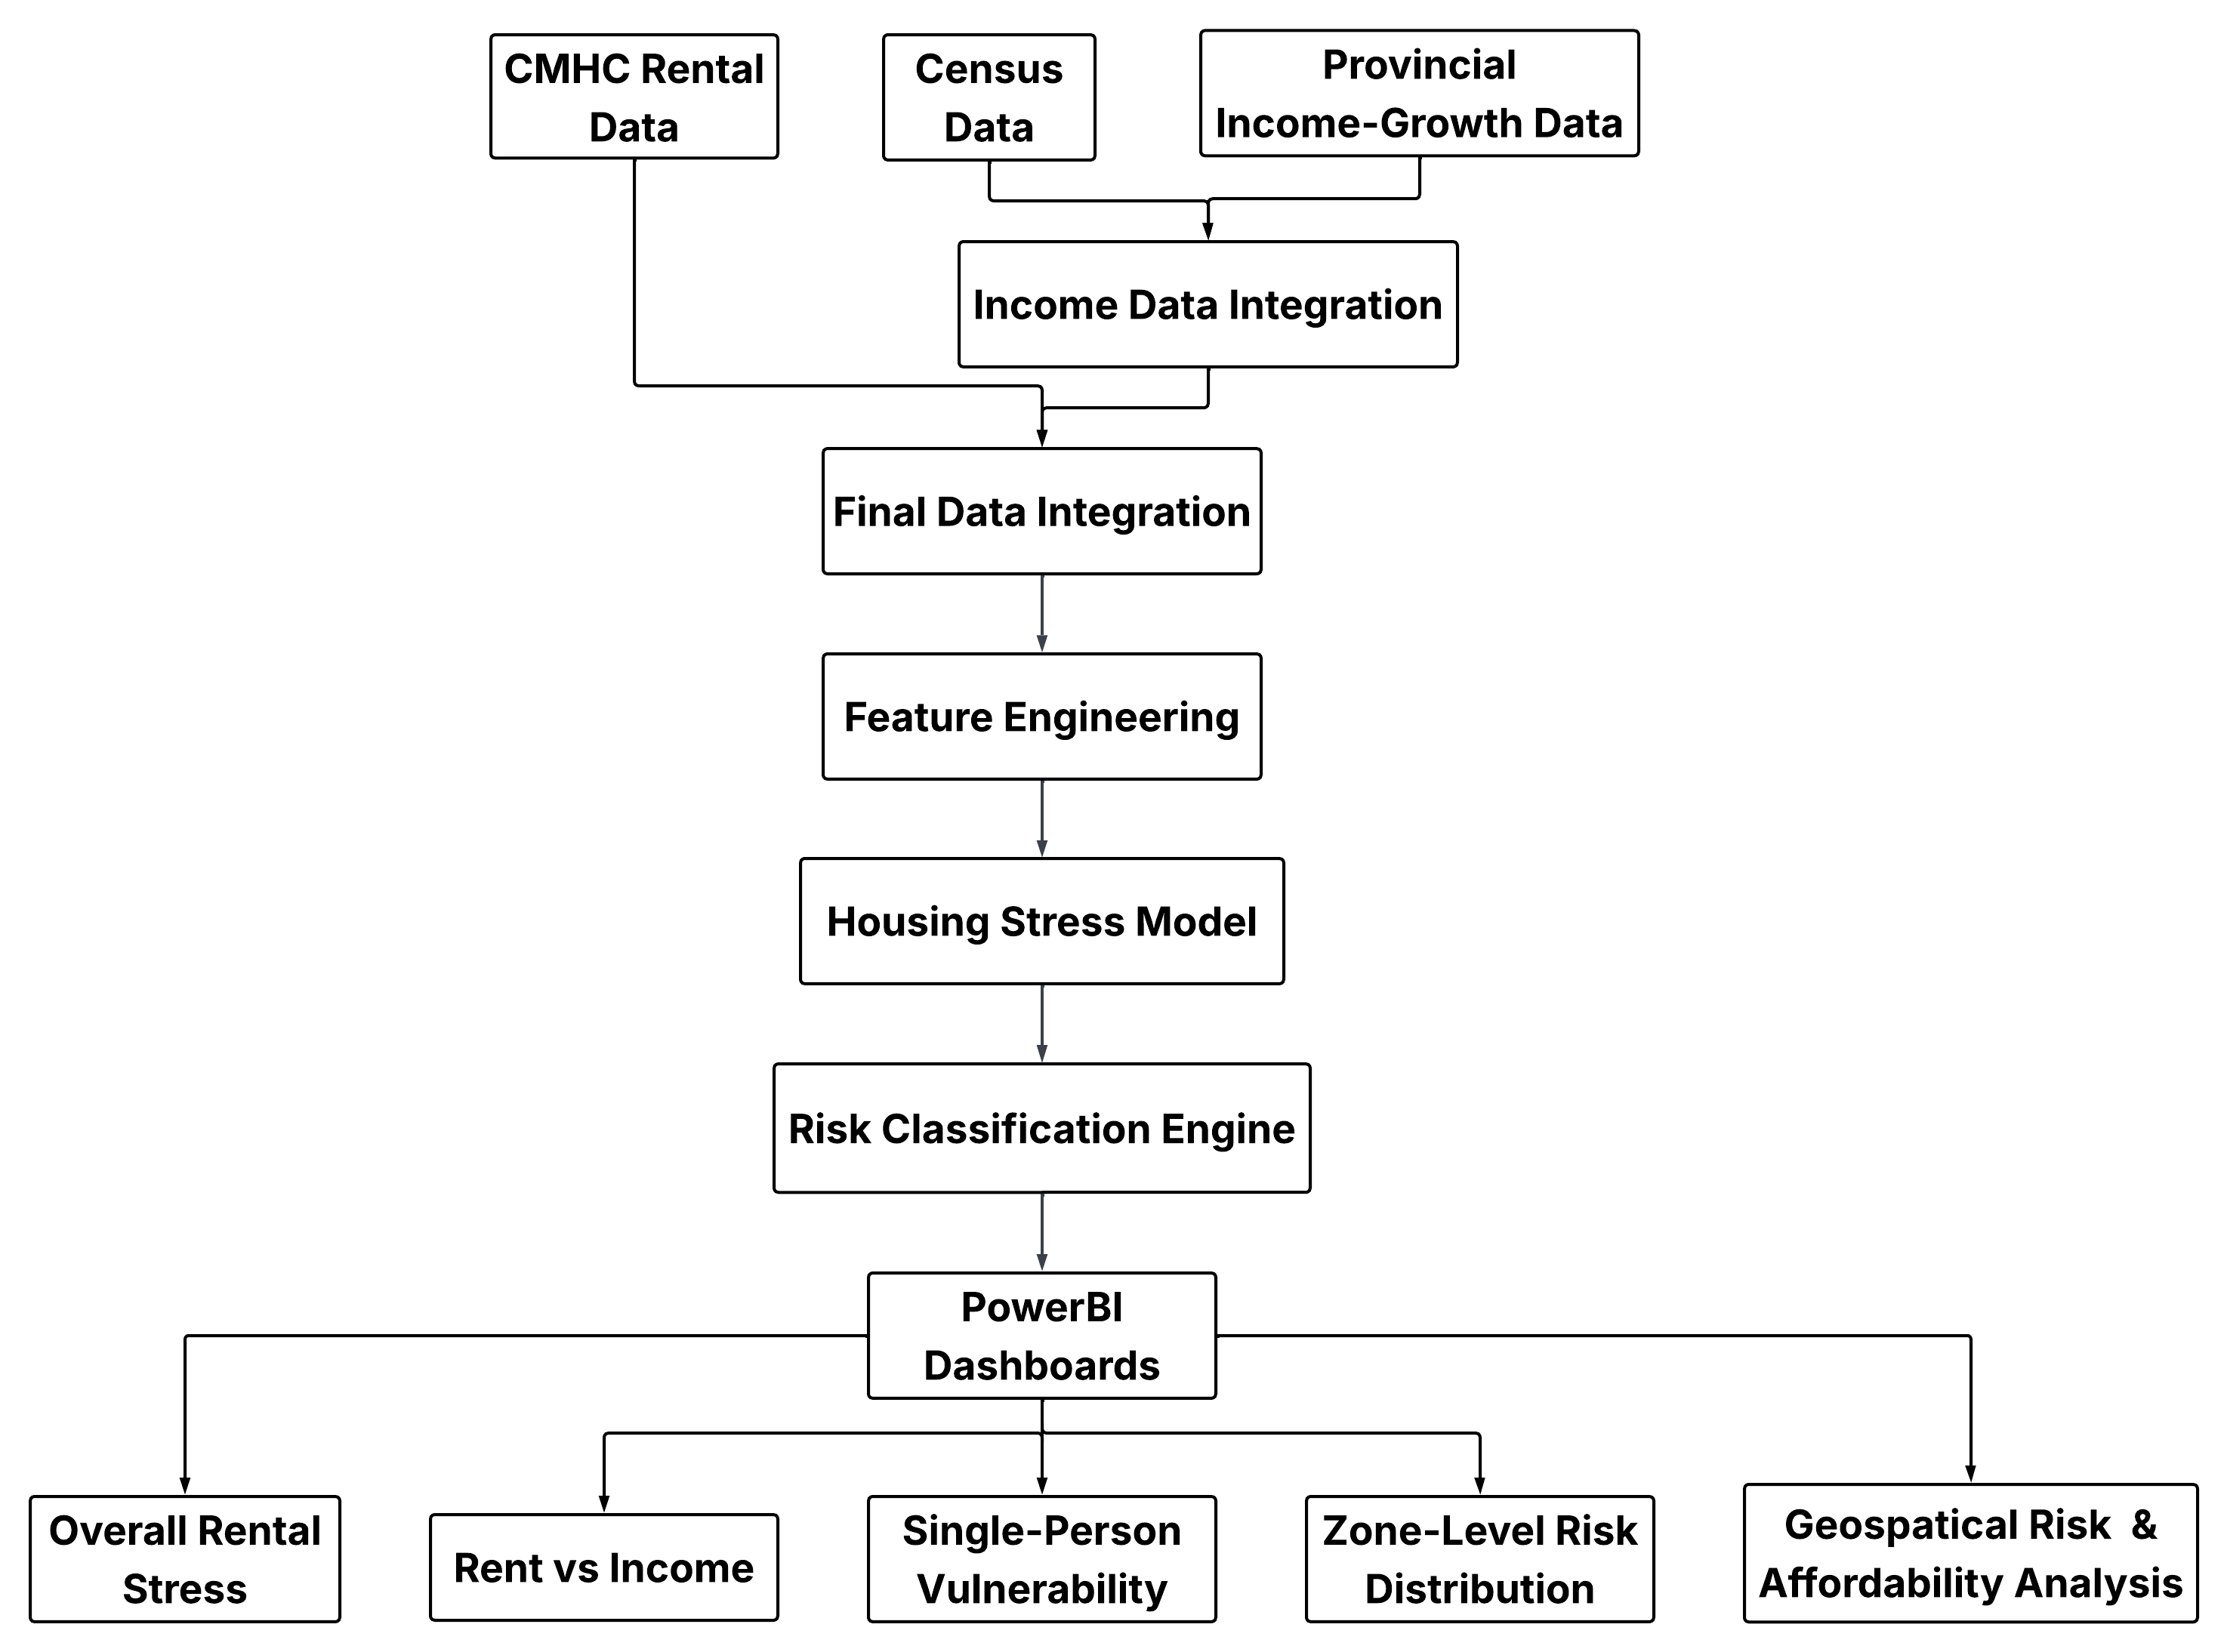 CMHC Rental
Data
Census
Data
Provincial
Income-Growth Data
Income Data Integration
Final Data Integration
Feature Engineering
Housing Stress Model
Risk Classification Engine
PowerBI
Dashboards
Overall Rental
Stress
Rent vs Income
Single-Person
Vulnerability
Zone-Level Risk
Distribution
Geospatical Risk &
Affordability Analysis